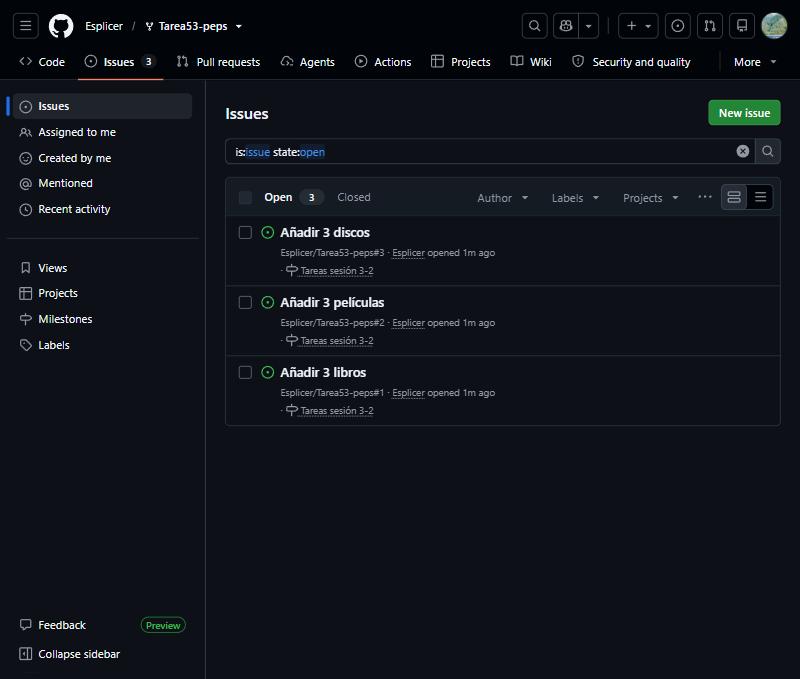 Esplicer / Tarea53-peps
Code Issues 3 Pull requests Agents Actions Projects Wiki Security and quality More
Issues
Assigned to me
Created by me
Mentioned
Recent activity
Views
Projects
Milestones
Labels
Feedback Preview
Collapse sidebar
Issues New issue
is:issue state:open
Open 3 Closed Author Labels Projects
Añadir 3 discos
Esplicer/Tarea53-peps#3 · Esplicer opened 1m ago
· Tareas sesión 3-2
Añadir 3 películas
Esplicer/Tarea53-peps#2 · Esplicer opened 1m ago
· Tareas sesión 3-2
Añadir 3 libros
Esplicer/Tarea53-peps#1 · Esplicer opened 1m ago
· Tareas sesión 3-2